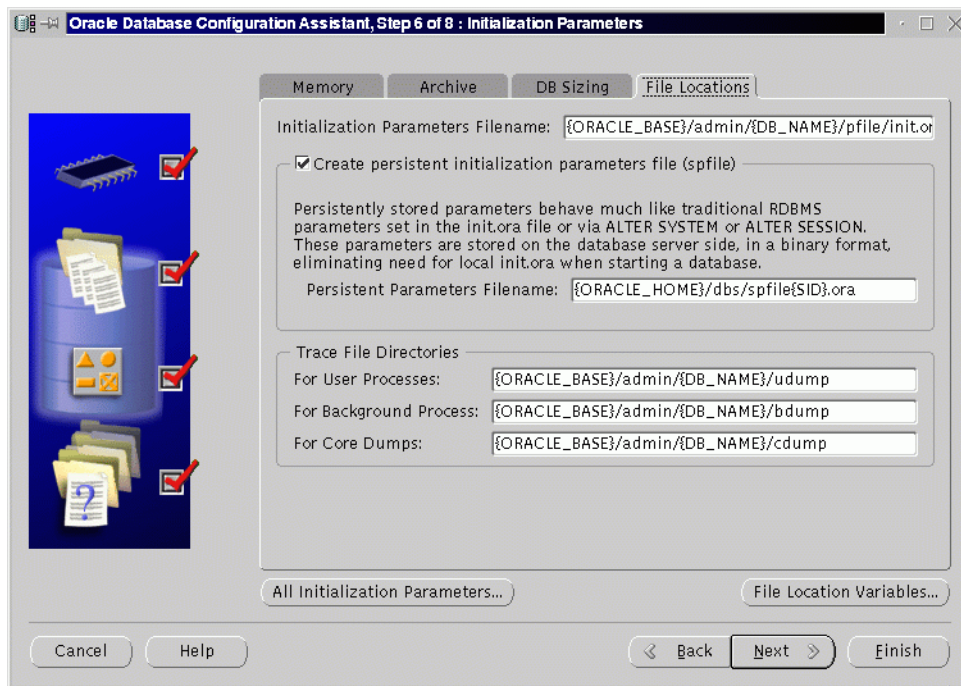 Oracle Database Configuration Assistant, Step 6 of 8 : Initialization Parameters
Memory
Archive
DB Sizing
File Locations
Initialization Parameters Filename: {ORACLE_BASE}/admin/{DB_NAME}/pfile/init.or
Create persistent initialization parameters file (spfile)
Persistently stored parameters behave much like traditional RDBMS
parameters set in the init.ora file or via ALTER SYSTEM or ALTER SESSION.
These parameters are stored on the database server side, in a binary format,
eliminating need for local init.ora when starting a database.
Persistent Parameters Filename: {ORACLE_HOME}/dbs/spfile{SID}.ora
Trace File Directories
For User Processes: {ORACLE_BASE}/admin/{DB_NAME}/udump
For Background Process: {ORACLE_BASE}/admin/{DB_NAME}/bdump
For Core Dumps: {ORACLE_BASE}/admin/{DB_NAME}/cdump
?
All Initialization Parameters...
File Location Variables...
Cancel
Help
Back
Next
Finish